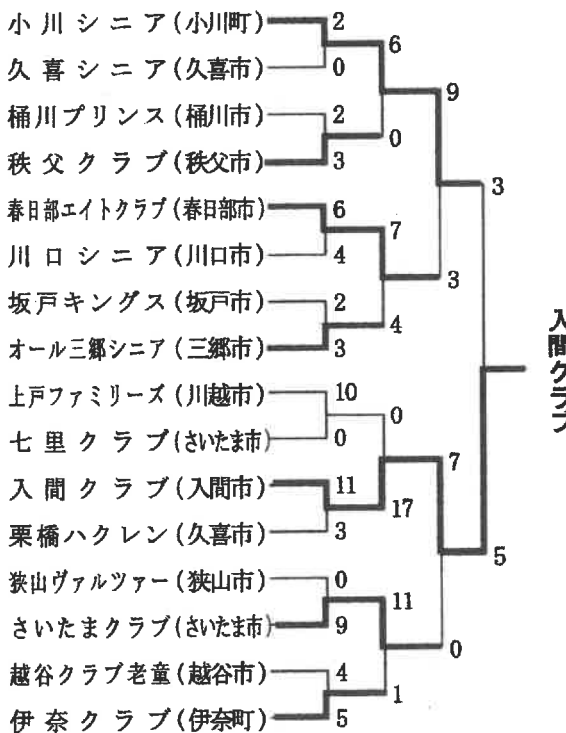 小川シニア(小川町)
2
6
久喜シニア(久喜市)
0
9
桶川プリンス(桶川市)
2
0
秩父クラブ(秩父市)
3
3
春日部エイトクラブ(春日部市)
6
7
川口シニア(川口市)
4
3
坂戸キングス(坂戸市)
2
4
オール三郷シニア(三郷市)
3
入間クラブ
上戸ファミリーズ(川越市)
10
0
七里クラブ(さいたま市)
0
7
入間クラブ(入間市)
11
17
栗橋ハクレン(久喜市)
3
5
狭山ヴァルツァー(狭山市)
0
11
さいたまクラブ(さいたま市)
9
0
越谷クラブ老童(越谷市)
4
1
伊奈クラブ(伊奈町)
5